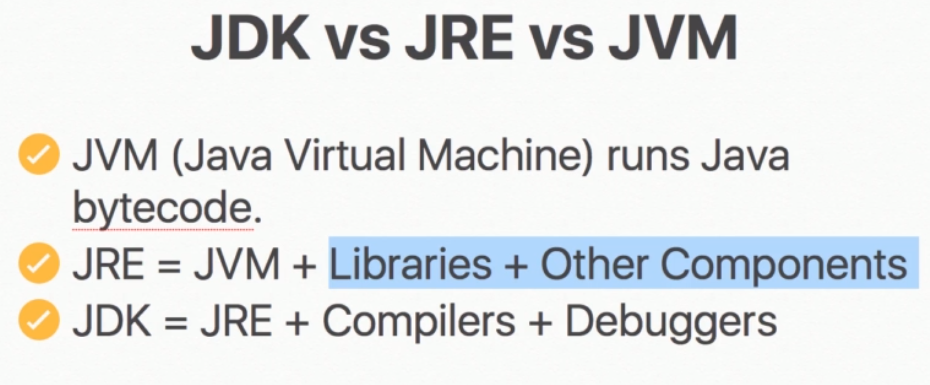 JDK vs JRE vs JVM
JVM (Java Virtual Machine) runs Java
bytecode.
JRE = JVM + Libraries + Other Components
JDK = JRE + Compilers + Debuggers